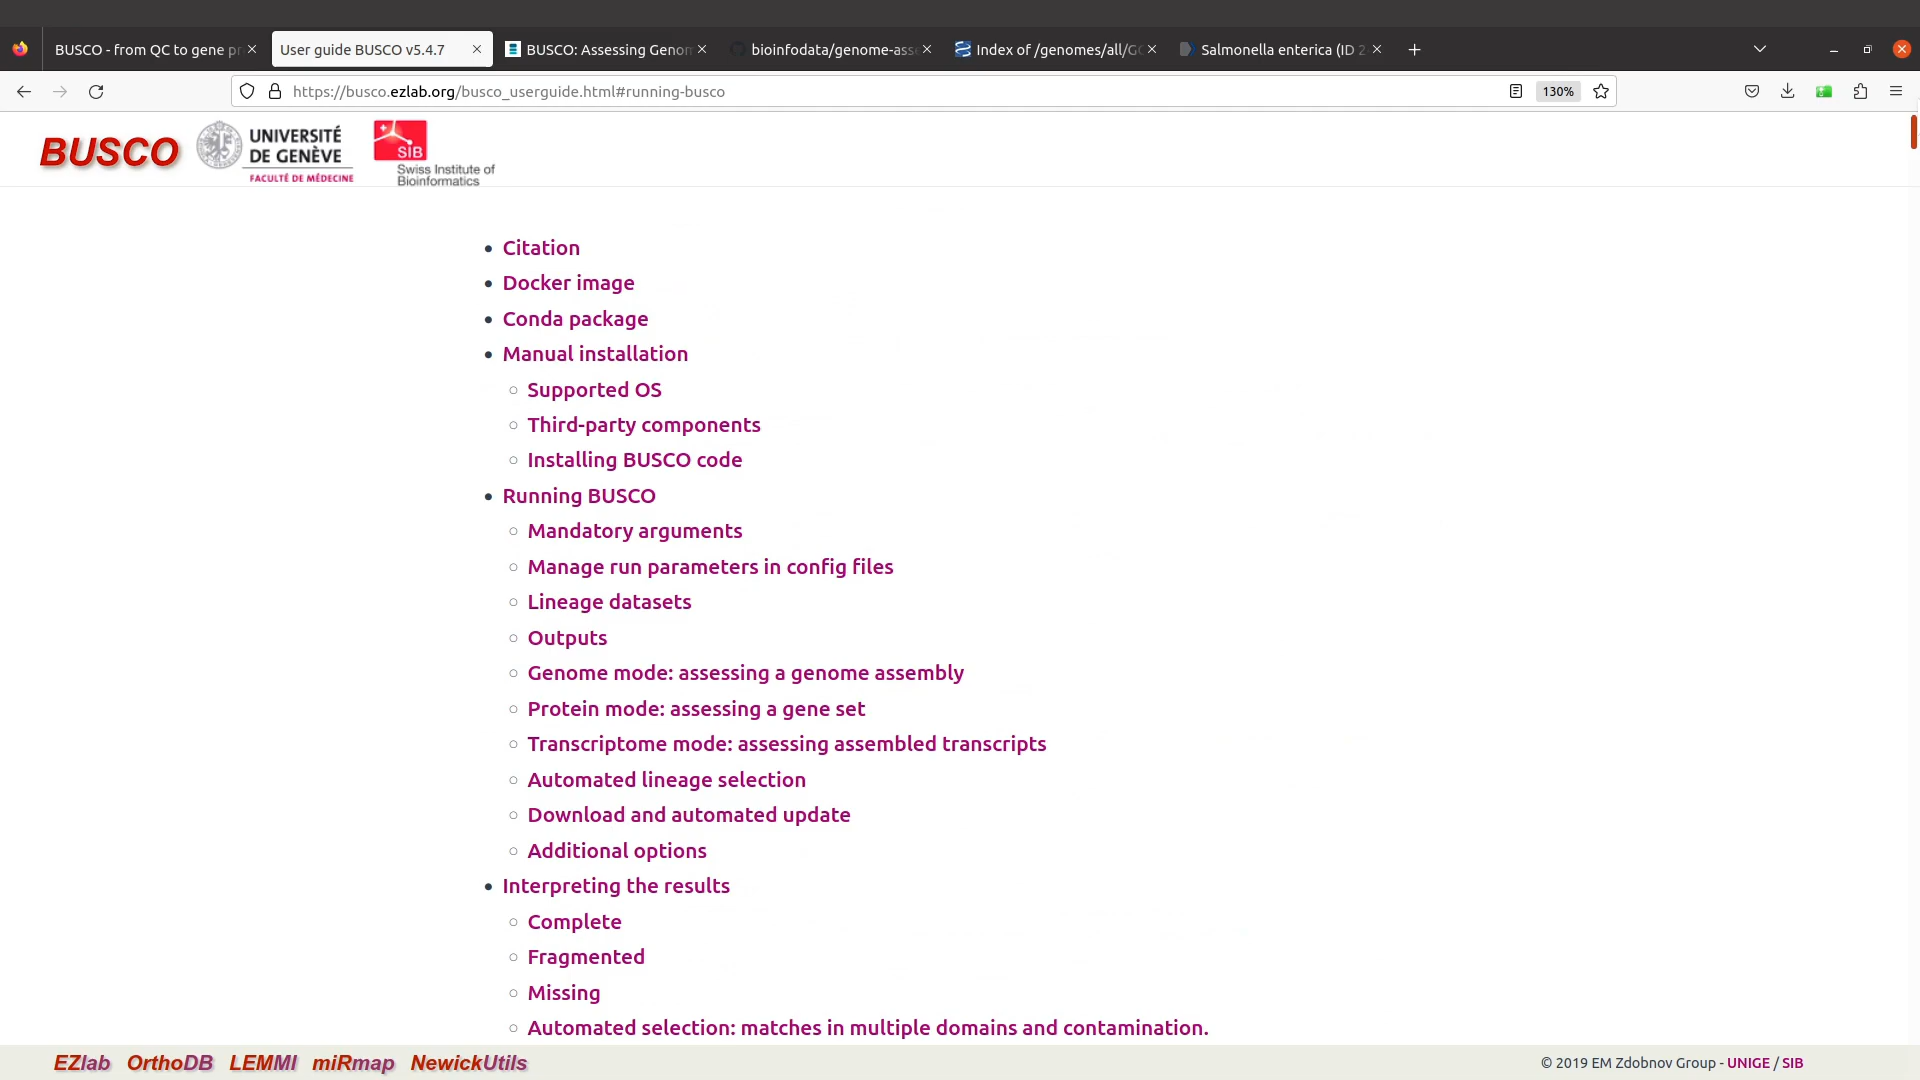 BUSCO - from QC to gene pr
User guide BUSCO v5.4.7
BUSCO: Assessing Genom
bioinfodata/genome-asse
Index of /genomes/all/GC
Salmonella enterica (ID 2
https://busco.ezlab.org/busco_userguide.html#running-busco
130%
BUSCO
UNIVERSITÉ
DE GENÈVE
FACULTÉ DE MÉDECINE
SIB
Swiss Institute of
Bioinformatics
Citation
Docker image
Conda package
Manual installation
Supported OS
Third-party components
Installing BUSCO code
Running BUSCO
Mandatory arguments
Manage run parameters in config files
Lineage datasets
Outputs
Genome mode: assessing a genome assembly
Protein mode: assessing a gene set
Transcriptome mode: assessing assembled transcripts
Automated lineage selection
Download and automated update
Additional options
Interpreting the results
Complete
Fragmented
Missing
Automated selection: matches in multiple domains and contamination.
EZlab OrthoDB LEMMI miRmap NewickUtils
© 2019 EM Zdobnov Group - UNIGE / SIB